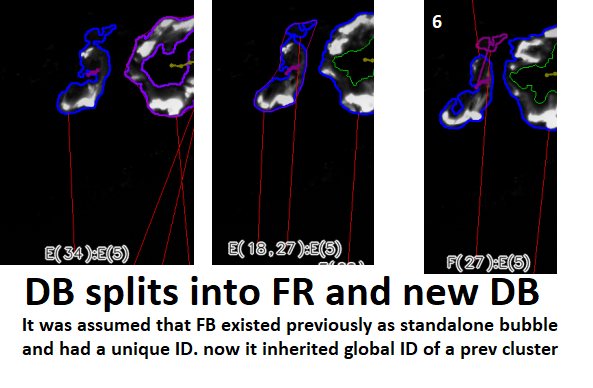 6
E(34):E(5)
E(18,27):E(5)
F(27):E(5)
DB splits into FR and new DB
It was assumed that FB existed previously as standalone bubble
and had a unique ID. now it inherited global ID of a prev cluster